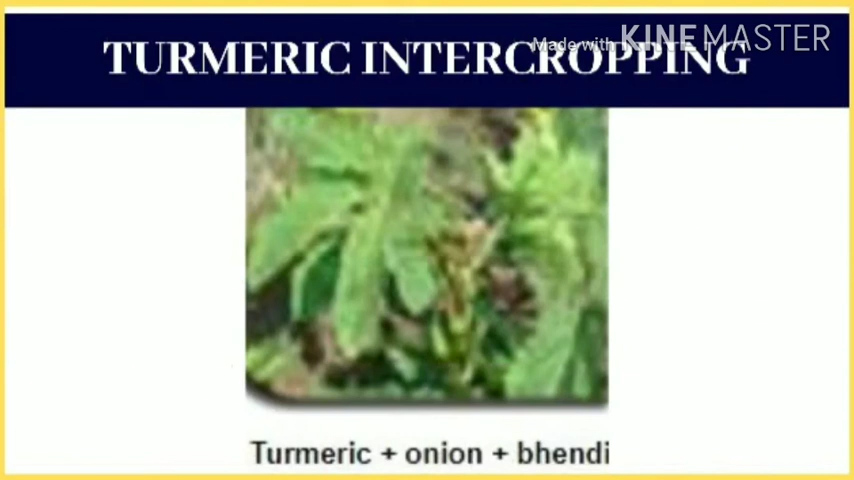 Made with KINEMASTER
TURMERIC INTERCROPPING
Turmeric + onion + bhendi